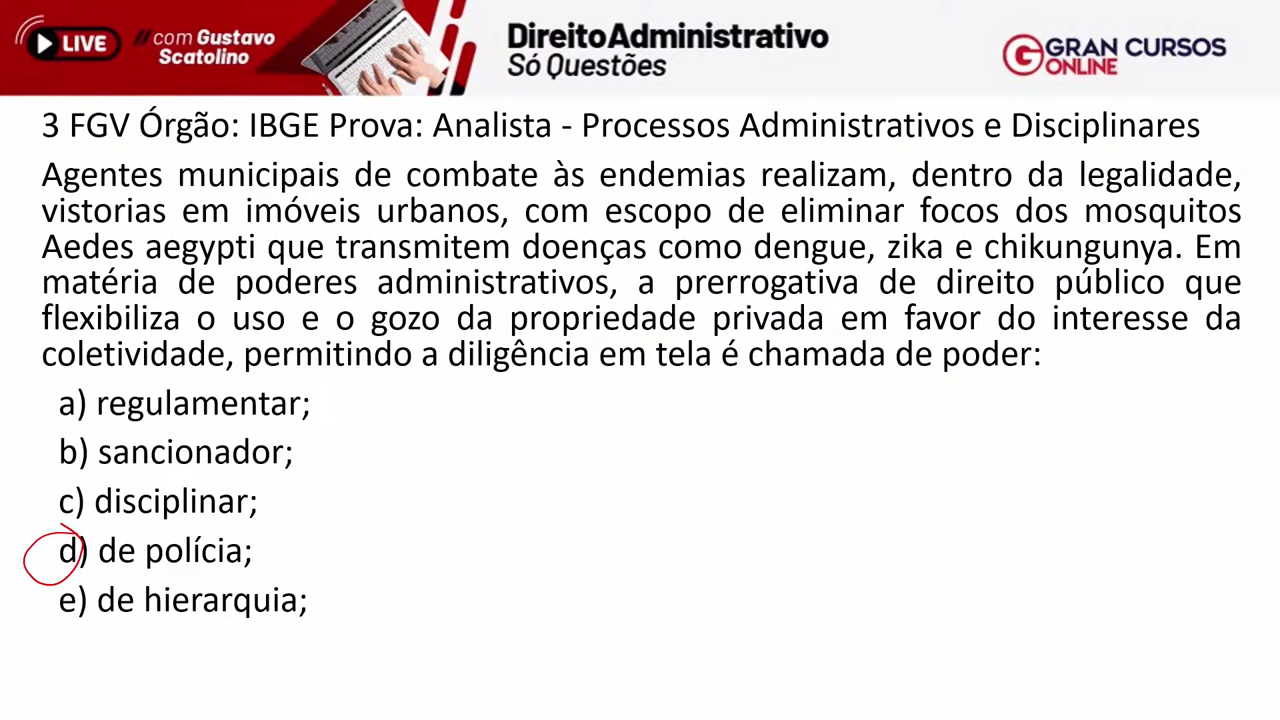 LIVE
// com Gustavo
Scatolino
DireitoAdministrativo
Só Questões
G GRAN CURSOS
ONLINE
3 FGV Órgão: IBGE Prova: Analista - Processos Administrativos e Disciplinares
Agentes municipais de combate às endemias realizam, dentro da legalidade,
vistorias em imóveis urbanos, com escopo de eliminar focos dos mosquitos
Aedes aegypti que transmitem doenças como dengue, zika e chikungunya. Em
matéria de poderes administrativos, a prerrogativa de direito público que
flexibiliza o uso e o gozo da propriedade privada em favor do interesse da
coletividade, permitindo a diligência em tela é chamada de poder:
a) regulamentar;
b) sancionador;
c) disciplinar;
d) de polícia;
e) de hierarquia;